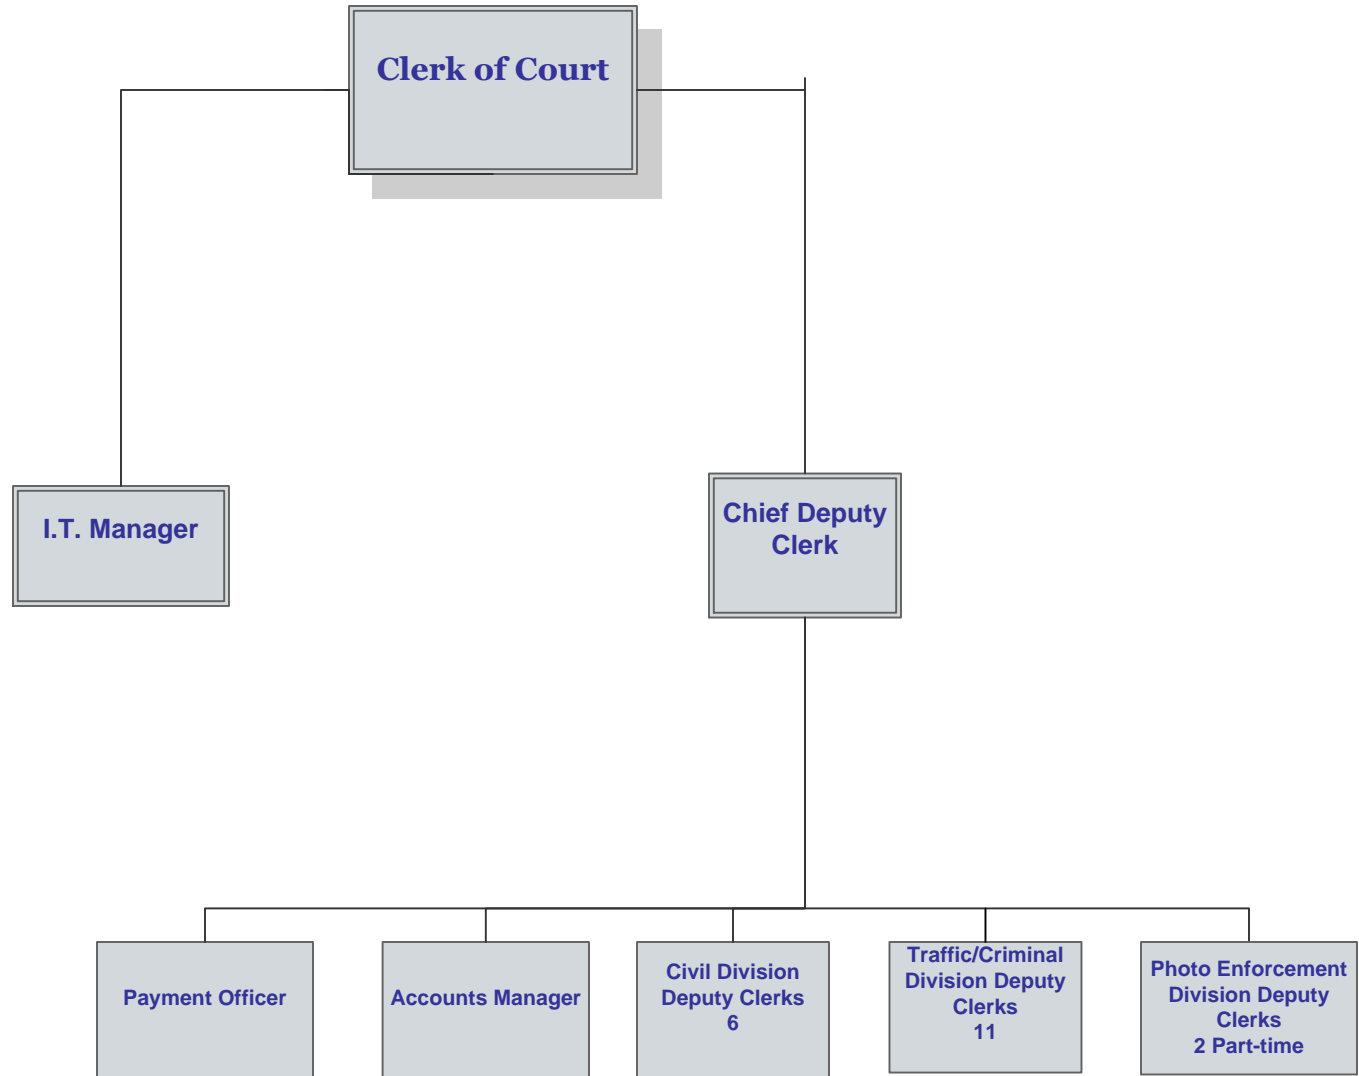 Clerk of Court
I.T. Manager
Chief Deputy
Clerk
Payment Officer
Accounts Manager
Civil Division
Deputy Clerks
6
Traffic/Criminal
Division Deputy
Clerks
11
Photo Enforcement
Division Deputy
Clerks
2 Part-time